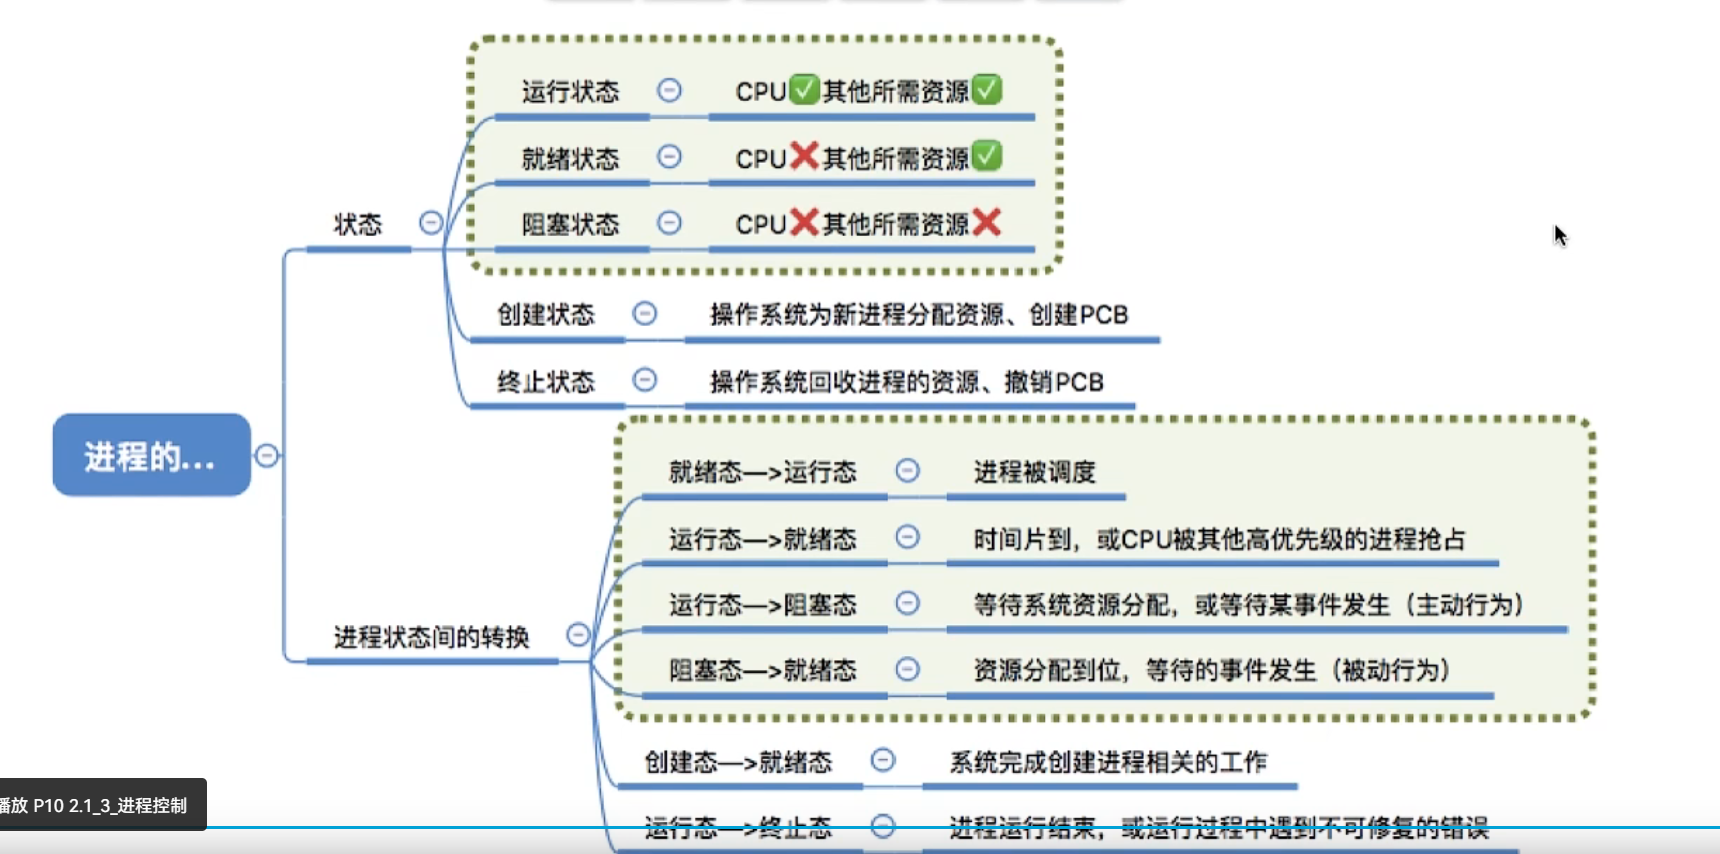 运行状态 CPU✅其他所需资源✅
就绪状态 CPU❌其他所需资源✅
状态
阻塞状态 CPU❌其他所需资源❌
创建状态 操作系统为新进程分配资源、创建PCB
终止状态 操作系统回收进程的资源、撤销PCB
进程的...
就绪态—>运行态 进程被调度
运行态—>就绪态 时间片到，或CPU被其他高优先级的进程抢占
运行态—>阻塞态 等待系统资源分配，或等待某事件发生（主动行为）
进程状态间的转换
阻塞态—>就绪态 资源分配到位，等待的事件发生（被动行为）
创建态—>就绪态 系统完成创建进程相关的工作
播放 P10 2.1_3_进程控制
运行态—>终止态 进程运行结束，或运行过程中遇到不可修复的错误